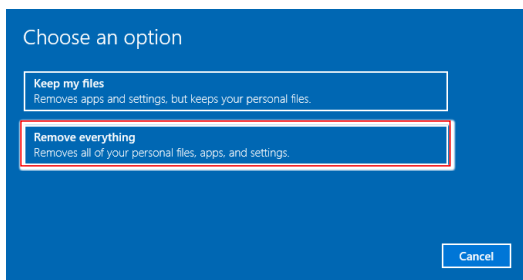 Choose an option
Keep my files
Removes apps and settings, but keeps your personal files.
Remove everything
Removes all of your personal files, apps, and settings.
Cancel